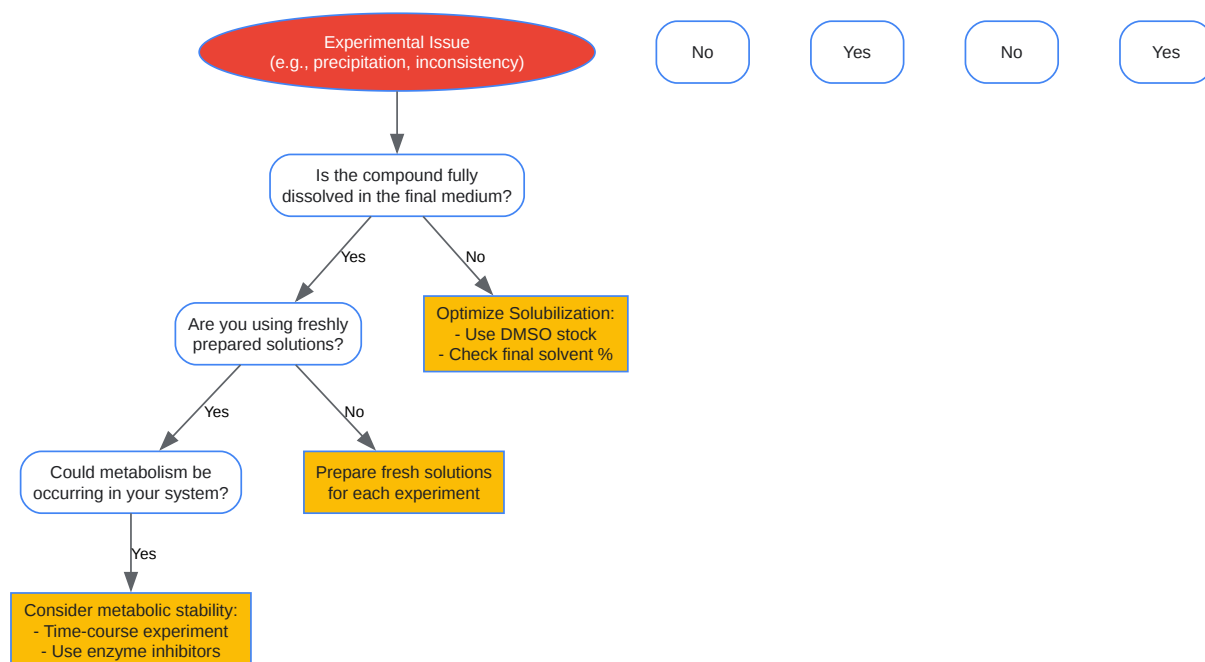 Experimental Issue
(e.g., precipitation, inconsistency)
No
Yes
No
Yes
Is the compound fully
dissolved in the final medium?
Yes
No
Are you using freshly
prepared solutions?
Optimize Solubilization:
- Use DMSO stock
- Check final solvent %
Yes
No
Could metabolism be
occurring in your system?
Prepare fresh solutions
for each experiment
Yes
Consider metabolic stability:
- Time-course experiment
- Use enzyme inhibitors